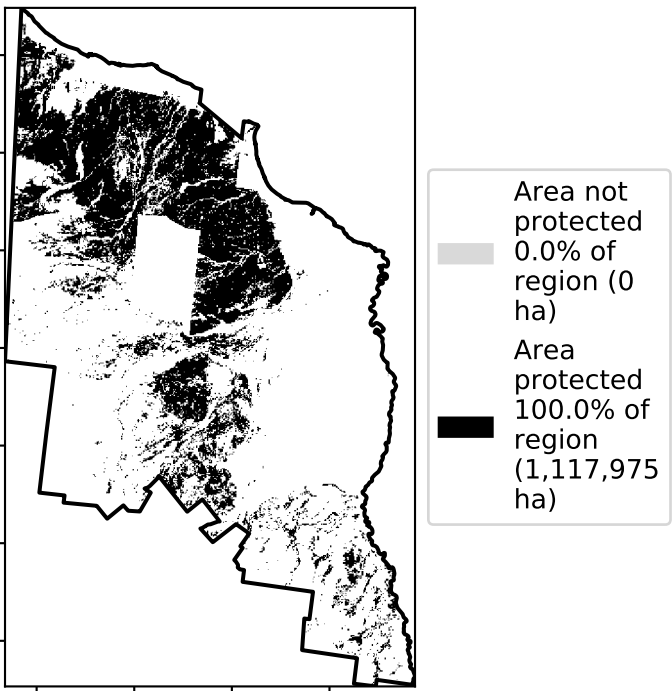 Area not
protected
0.0% of
region (0
ha)
Area
protected
100.0% of
region
(1,117,975
ha)